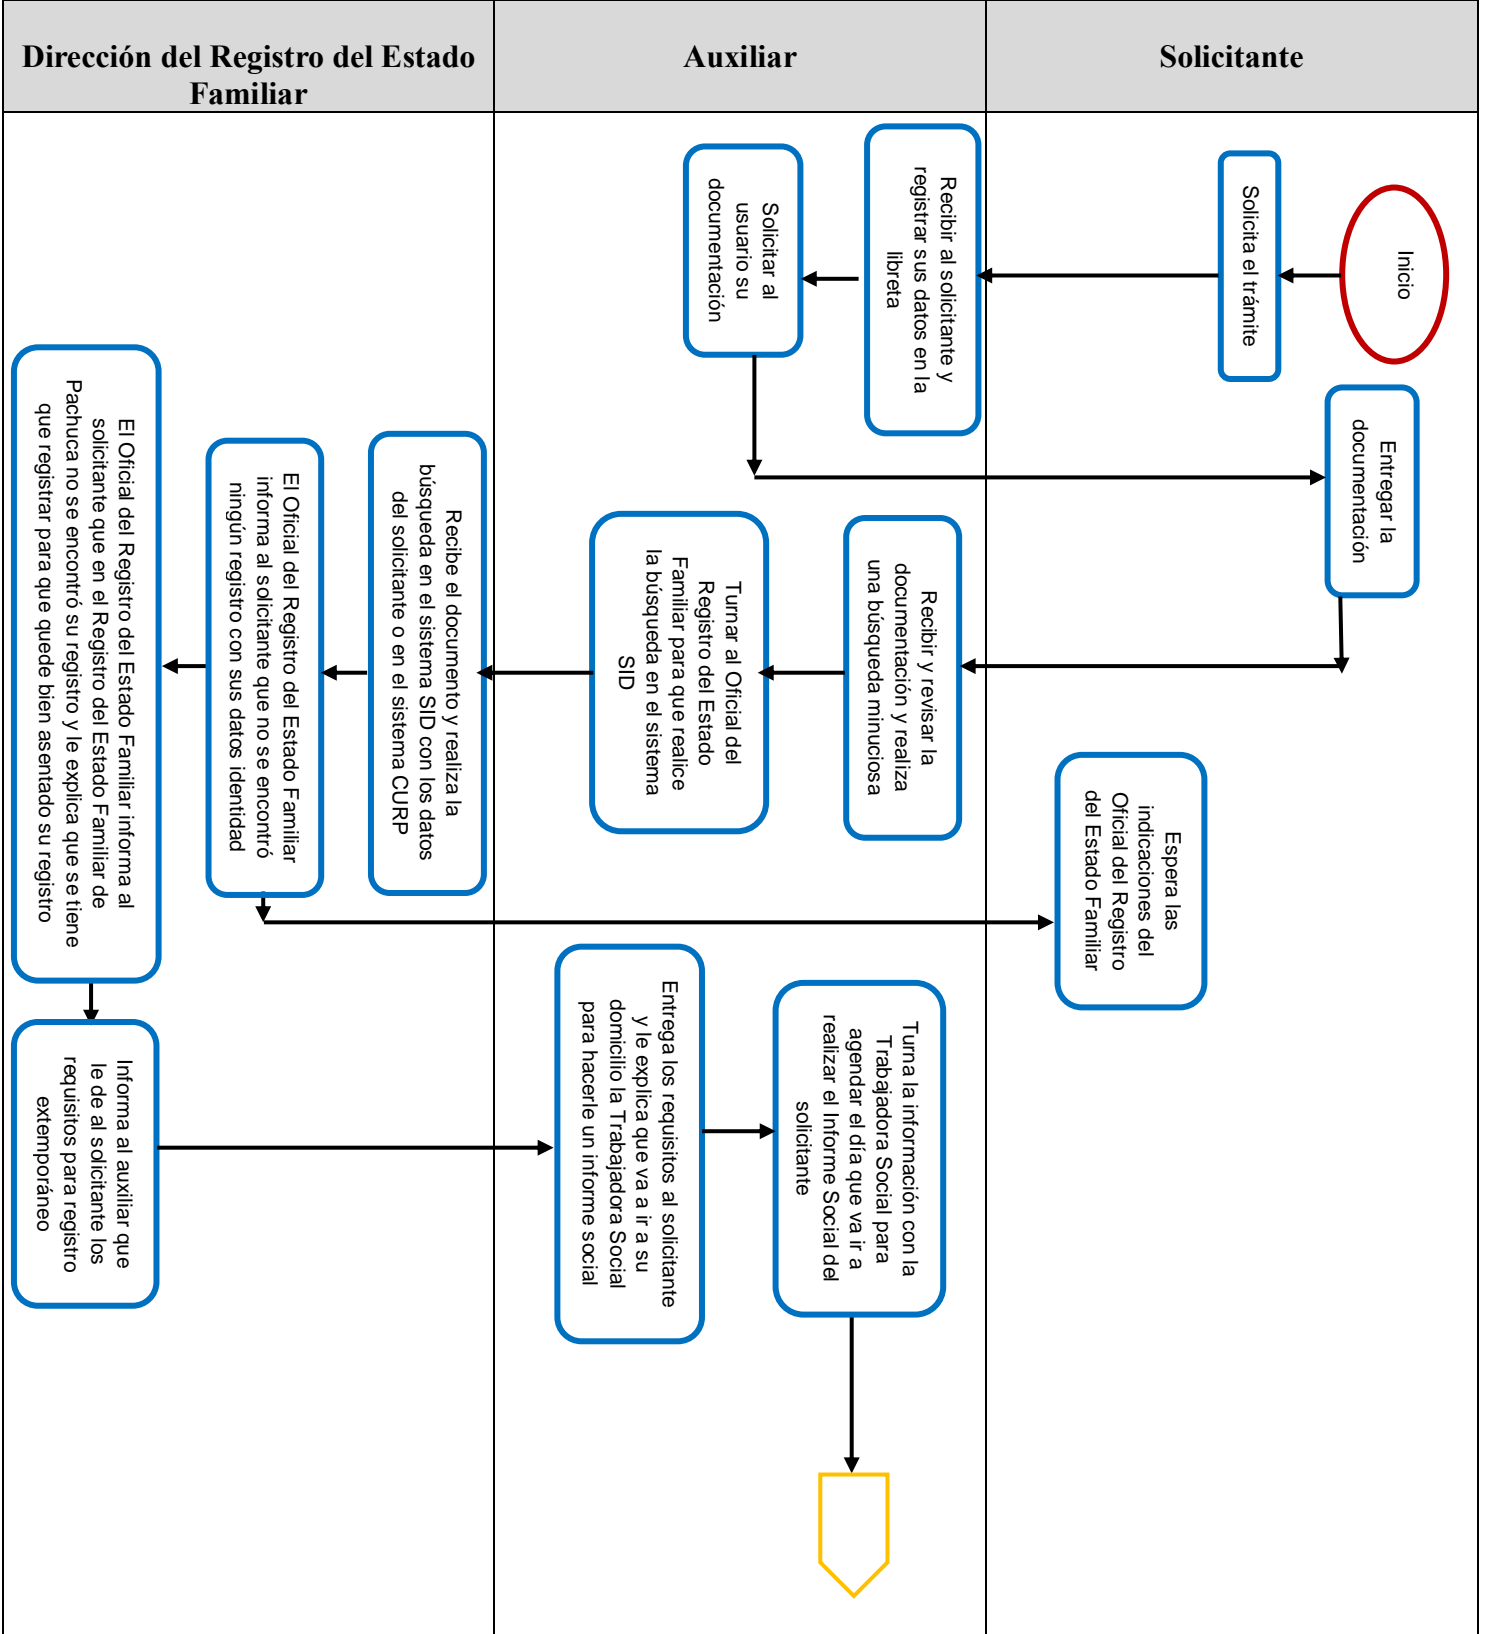 Dirección del Registro del Estado
Familiar
Auxiliar
Solicitante
Inicio
Solicita el trámite
Recibir al solicitante y
registrar sus datos en la
libreta
Solicitar al
usuario su
documentación
Entregar la
documentación
Recibir y revisar la
documentación y realiza
una búsqueda minuciosa
Turnar al Oficial del
Registro del Estado
Familiar para que realice
la búsqueda en el sistema
SID
Recibe el documento y realiza la
búsqueda en el sistema SID con los datos
del solicitante o en el sistema CURP
El Oficial del Registro del Estado Familiar
informa al solicitante que no se encontró
ningún registro con sus datos identidad
Espera las
indicaciones del
Oficial del Registro
del Estado Familiar
El Oficial del Registro del Estado Familiar informa al
solicitante que en el Registro del Estado Familiar de
Pachuca no se encontró su registro y le explica que se tiene
que registrar para que quede bien asentado su registro
Informa al auxiliar que
le de al solicitante los
requisitos para registro
extemporáneo
Entrega los requisitos al solicitante
y le explica que va a ir a su
domicilio la Trabajadora Social
para hacerle un informe social
Turna la información con la
Trabajadora Social para
agendar el día que va ir a
realizar el Informe Social del
solicitante